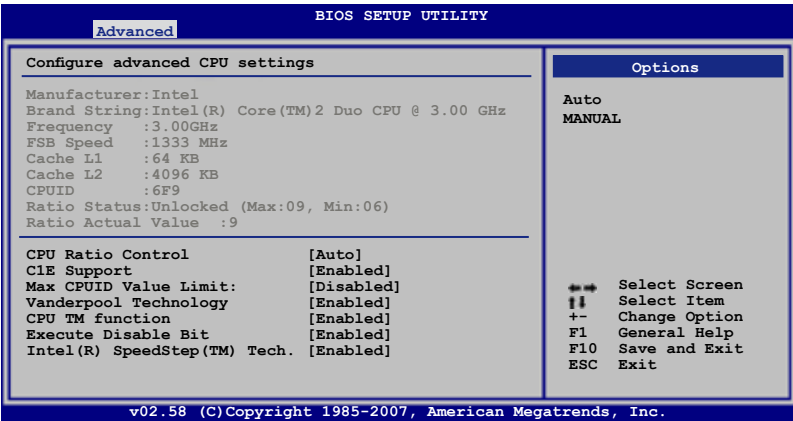 BIOS SETUP UTILITY
Advanced
Configure advanced CPU settings
Manufacturer:Intel
Brand String:Intel(R) Core(TM)2 Duo CPU @ 3.00 GHz
Frequency :3.00GHz
FSB Speed :1333 MHz
Cache L1 :64 KB
Cache L2 :4096 KB
CPUID :6F9
Ratio Status:Unlocked (Max:09, Min:06)
Ratio Actual Value :9
CPU Ratio Control [Auto]
C1E Support [Enabled]
Max CPUID Value Limit: [Disabled]
Vanderpool Technology [Enabled]
CPU TM function [Enabled]
Execute Disable Bit [Enabled]
Intel(R) SpeedStep(TM) Tech. [Enabled]
Options
Auto
MANUAL
Select Screen
Select Item
+- Change Option
F1 General Help
F10 Save and Exit
ESC Exit
v02.58 (C)Copyright 1985-2007, American Megatrends, Inc.